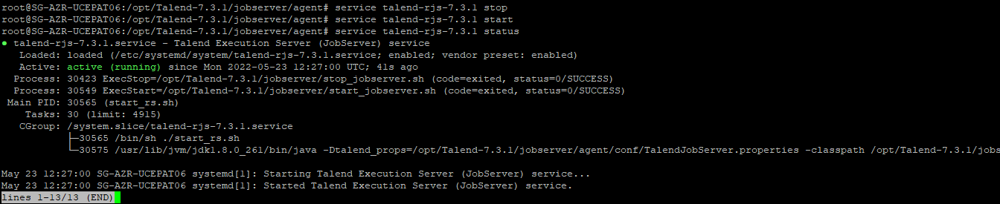 root@SG-AZR-UCEPAT06:/opt/Talend-7.3.1/jobserver/agent# service talend-rjs-7.3.1 stop
root@SG-AZR-UCEPAT06:/opt/Talend-7.3.1/jobserver/agent# service talend-rjs-7.3.1 start
root@SG-AZR-UCEPAT06:/opt/Talend-7.3.1/jobserver/agent# service talend-rjs-7.3.1 status
● talend-rjs-7.3.1.service - Talend Execution Server (JobServer) service
   Loaded: loaded (/etc/systemd/system/talend-rjs-7.3.1.service; enabled; vendor preset: enabled)
   Active: active (running) since Mon 2022-05-23 12:27:00 UTC; 41s ago
  Process: 30423 ExecStop=/opt/Talend-7.3.1/jobserver/stop_jobserver.sh (code=exited, status=0/SUCCESS)
  Process: 30549 ExecStart=/opt/Talend-7.3.1/jobserver/start_jobserver.sh (code=exited, status=0/SUCCESS)
 Main PID: 30565 (start_rs.sh)
    Tasks: 30 (limit: 4915)
   CGroup: /system.slice/talend-rjs-7.3.1.service
           ├─30565 /bin/sh ./start_rs.sh
           └─30575 /usr/lib/jvm/jdk1.8.0_261/bin/java -Dtalend_props=/opt/Talend-7.3.1/jobserver/agent/conf/TalendJobServer.properties -classpath /opt/Talend-7.3.1/jobs
May 23 12:27:00 SG-AZR-UCEPAT06 systemd[1]: Starting Talend Execution Server (JobServer) service...
May 23 12:27:00 SG-AZR-UCEPAT06 systemd[1]: Started Talend Execution Server (JobServer) service.
lines 1-13/13 (END)